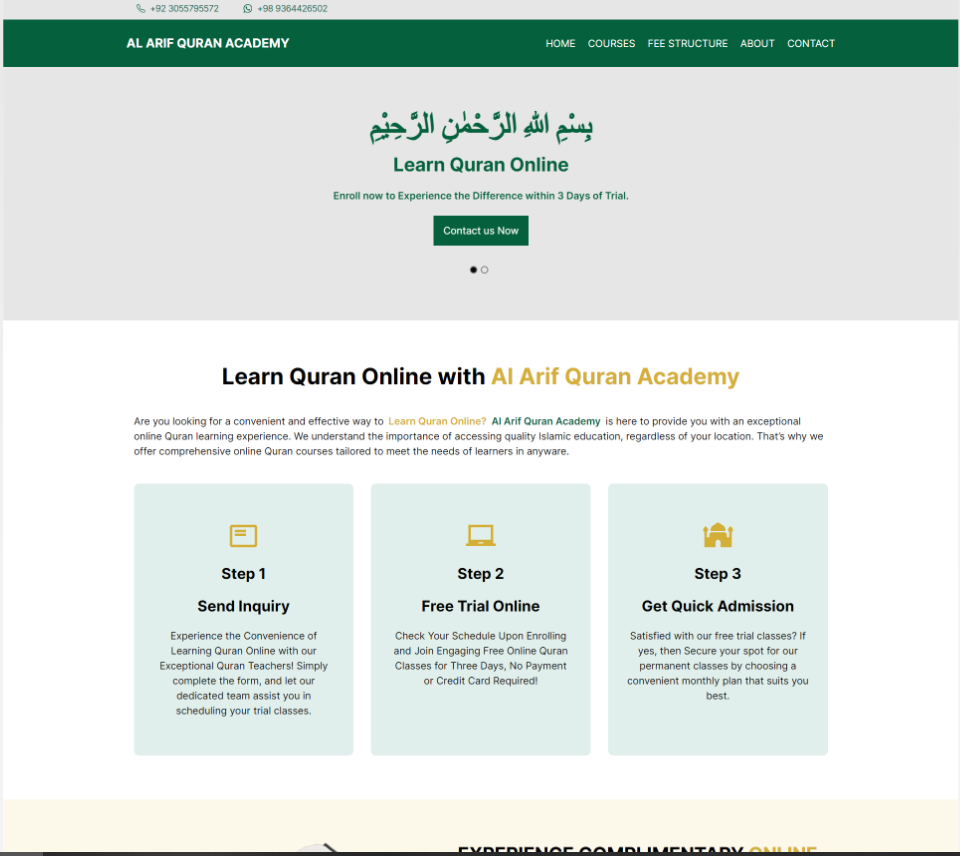 +92 3055795572 +98 9364426502
AL ARIF QURAN ACADEMY HOME COURSES FEE STRUCTURE ABOUT CONTACT
بِسْمِ اللهِ الرَّحْمٰنِ الرَّحِيْمِ
Learn Quran Online
Enroll now to Experience the Difference within 3 Days of Trial.
Contact us Now
Learn Quran Online with Al Arif Quran Academy
Are you looking for a convenient and effective way to Learn Quran Online? Al Arif Quran Academy is here to provide you with an exceptional
online Quran learning experience. We understand the importance of accessing quality Islamic education, regardless of your location. That's why we
offer comprehensive online Quran courses tailored to meet the needs of learners in anyware.
Step 1
Send Inquiry
Experience the Convenience of
Learning Quran Online with our
Exceptional Quran Teachers! Simply
complete the form, and let our
dedicated team assist you in
scheduling your trial classes.
Step 2
Free Trial Online
Check Your Schedule Upon Enrolling
and Join Engaging Free Online Quran
Classes for Three Days, No Payment
or Credit Card Required!
Step 3
Get Quick Admission
Satisfied with our free trial classes? If
yes, then Secure your spot for our
permanent classes by choosing a
convenient monthly plan that suits you
best.
EXPERIENCE COMPLIMENTARY ONLINE